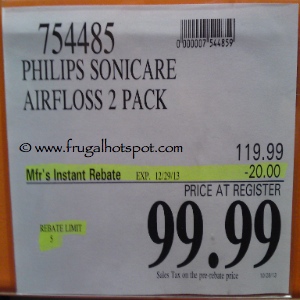 754485
0000007544859
PHILIPS SONICARE
AIRFLOSS 2 PACK
www.frugalhotspot.com
119.99
Mfr's Instant Rebate EXP. 12/29/13 -20.00
PRICE AT REGISTER
REBATE LIMIT
5
99.99
Sales Tax on the pre-rebate price